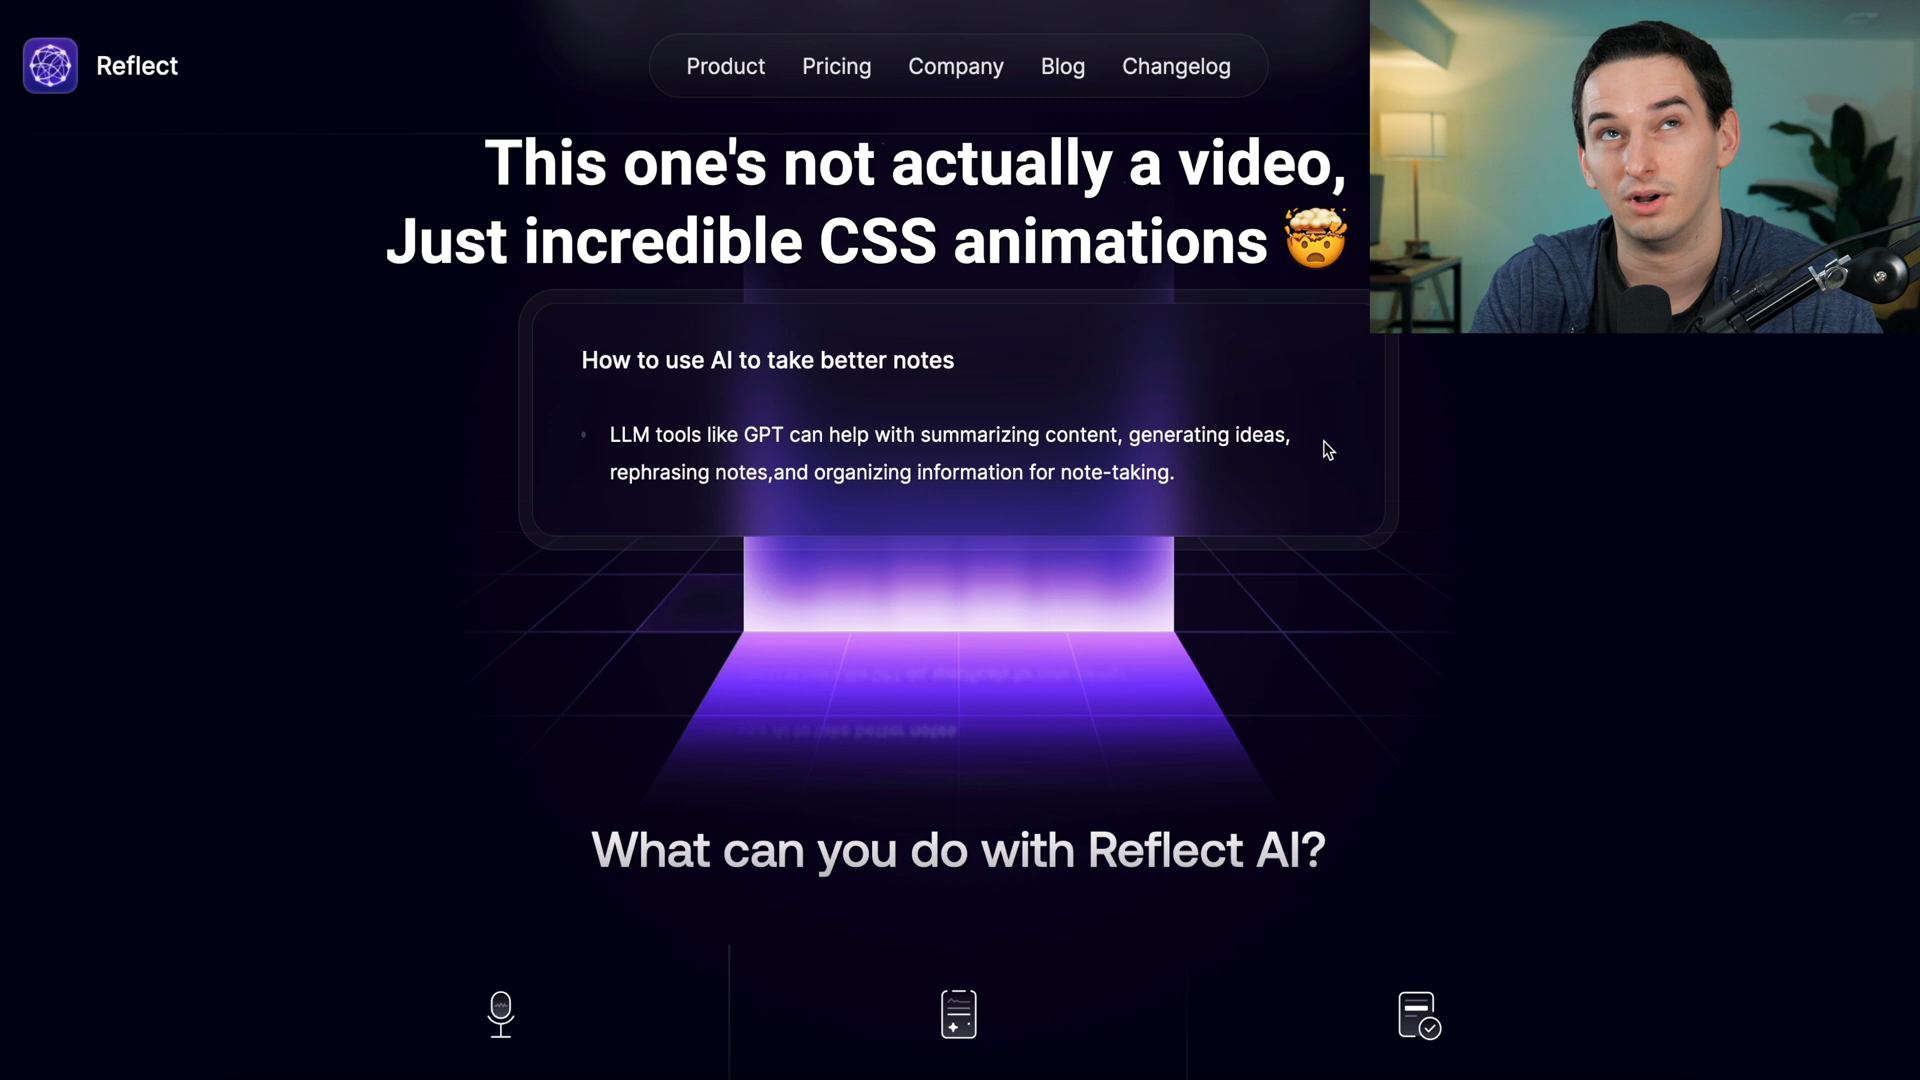 Reflect
Product Pricing Company Blog Changelog
This one's not actually a video,
Just incredible CSS animations 🤯
How to use AI to take better notes
LLM tools like GPT can help with summarizing content, generating ideas,
rephrasing notes,and organizing information for note-taking.
What can you do with Reflect AI?